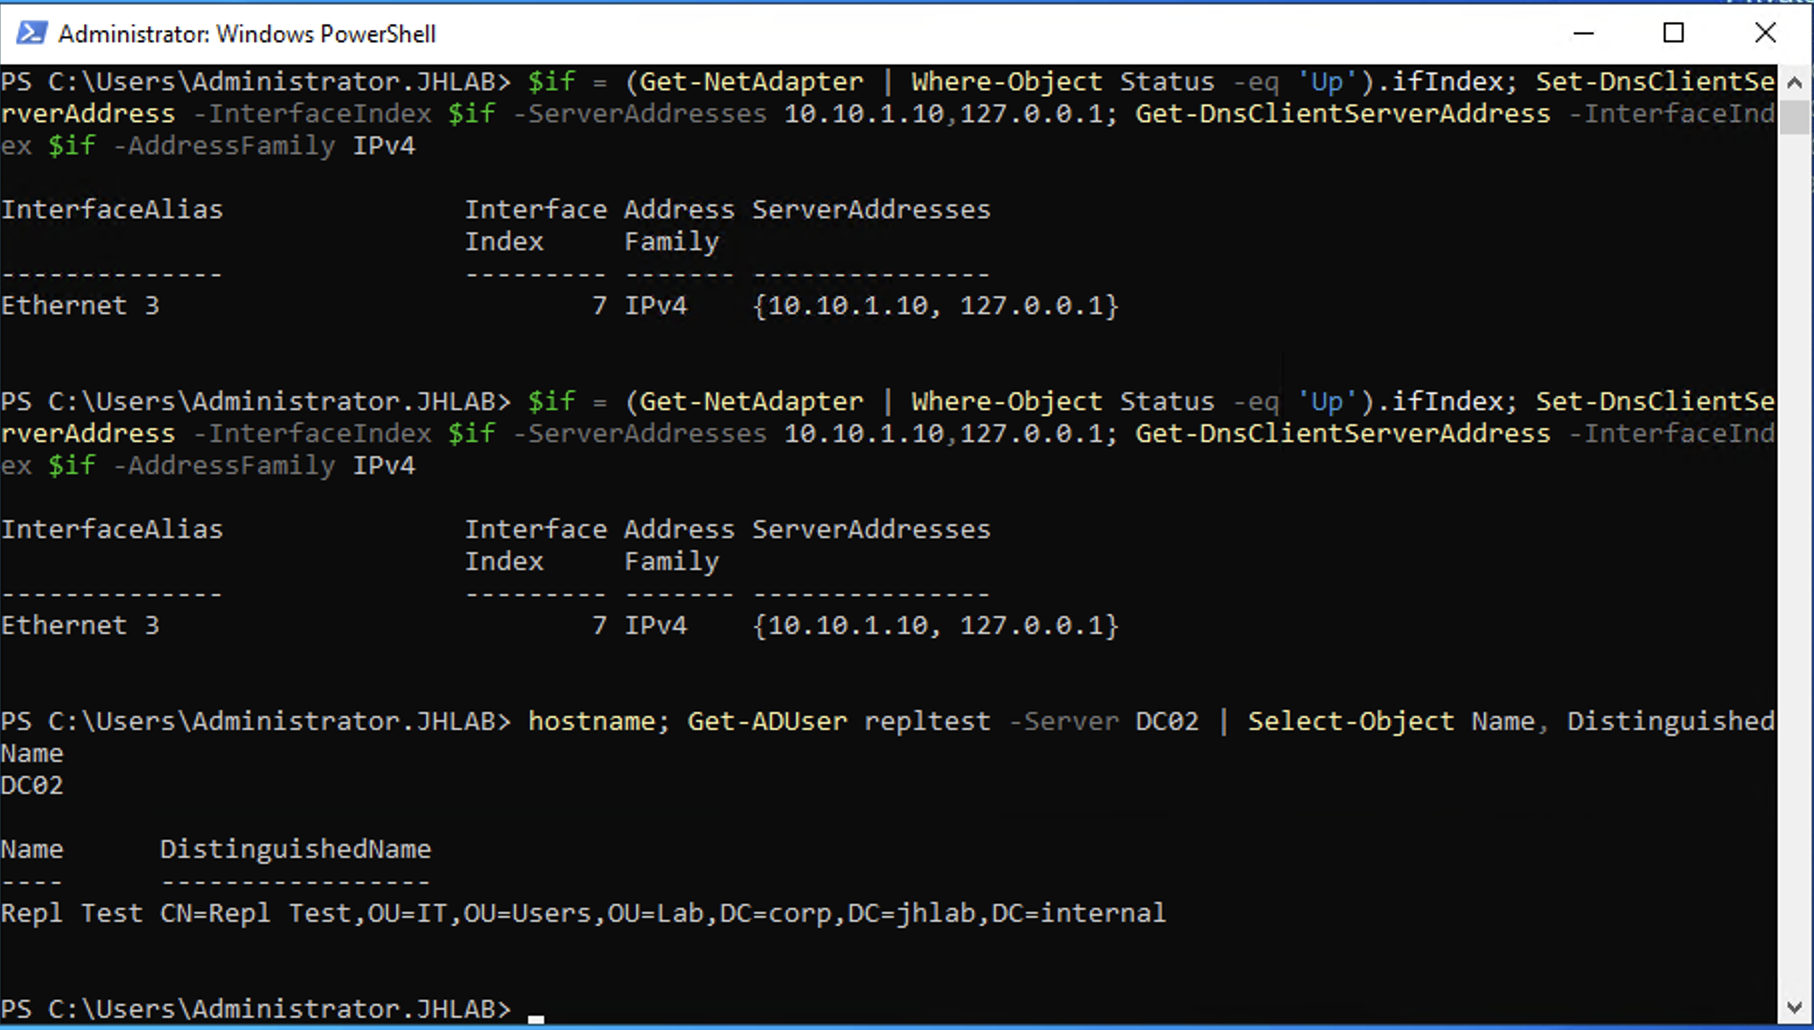 Administrator: Windows PowerShell
PS C:\Users\Administrator.JHLAB> $if = (Get-NetAdapter | Where-Object Status -eq 'Up').ifIndex; Set-DnsClientSe
rverAddress -InterfaceIndex $if -ServerAddresses 10.10.1.10,127.0.0.1; Get-DnsClientServerAddress -InterfaceInd
ex $if -AddressFamily IPv4
InterfaceAlias Interface Address ServerAddresses
Index Family
-------------- --------- ------- ---------------
Ethernet 3 7 IPv4 {10.10.1.10, 127.0.0.1}
PS C:\Users\Administrator.JHLAB> $if = (Get-NetAdapter | Where-Object Status -eq 'Up').ifIndex; Set-DnsClientSe
rverAddress -InterfaceIndex $if -ServerAddresses 10.10.1.10,127.0.0.1; Get-DnsClientServerAddress -InterfaceInd
ex $if -AddressFamily IPv4
InterfaceAlias Interface Address ServerAddresses
Index Family
-------------- --------- ------- ---------------
Ethernet 3 7 IPv4 {10.10.1.10, 127.0.0.1}
PS C:\Users\Administrator.JHLAB> hostname; Get-ADUser repltest -Server DC02 | Select-Object Name, Distinguished
Name
DC02
Name DistinguishedName
---- -----------------
Repl Test CN=Repl Test,OU=IT,OU=Users,OU=Lab,DC=corp,DC=jhlab,DC=internal
PS C:\Users\Administrator.JHLAB>